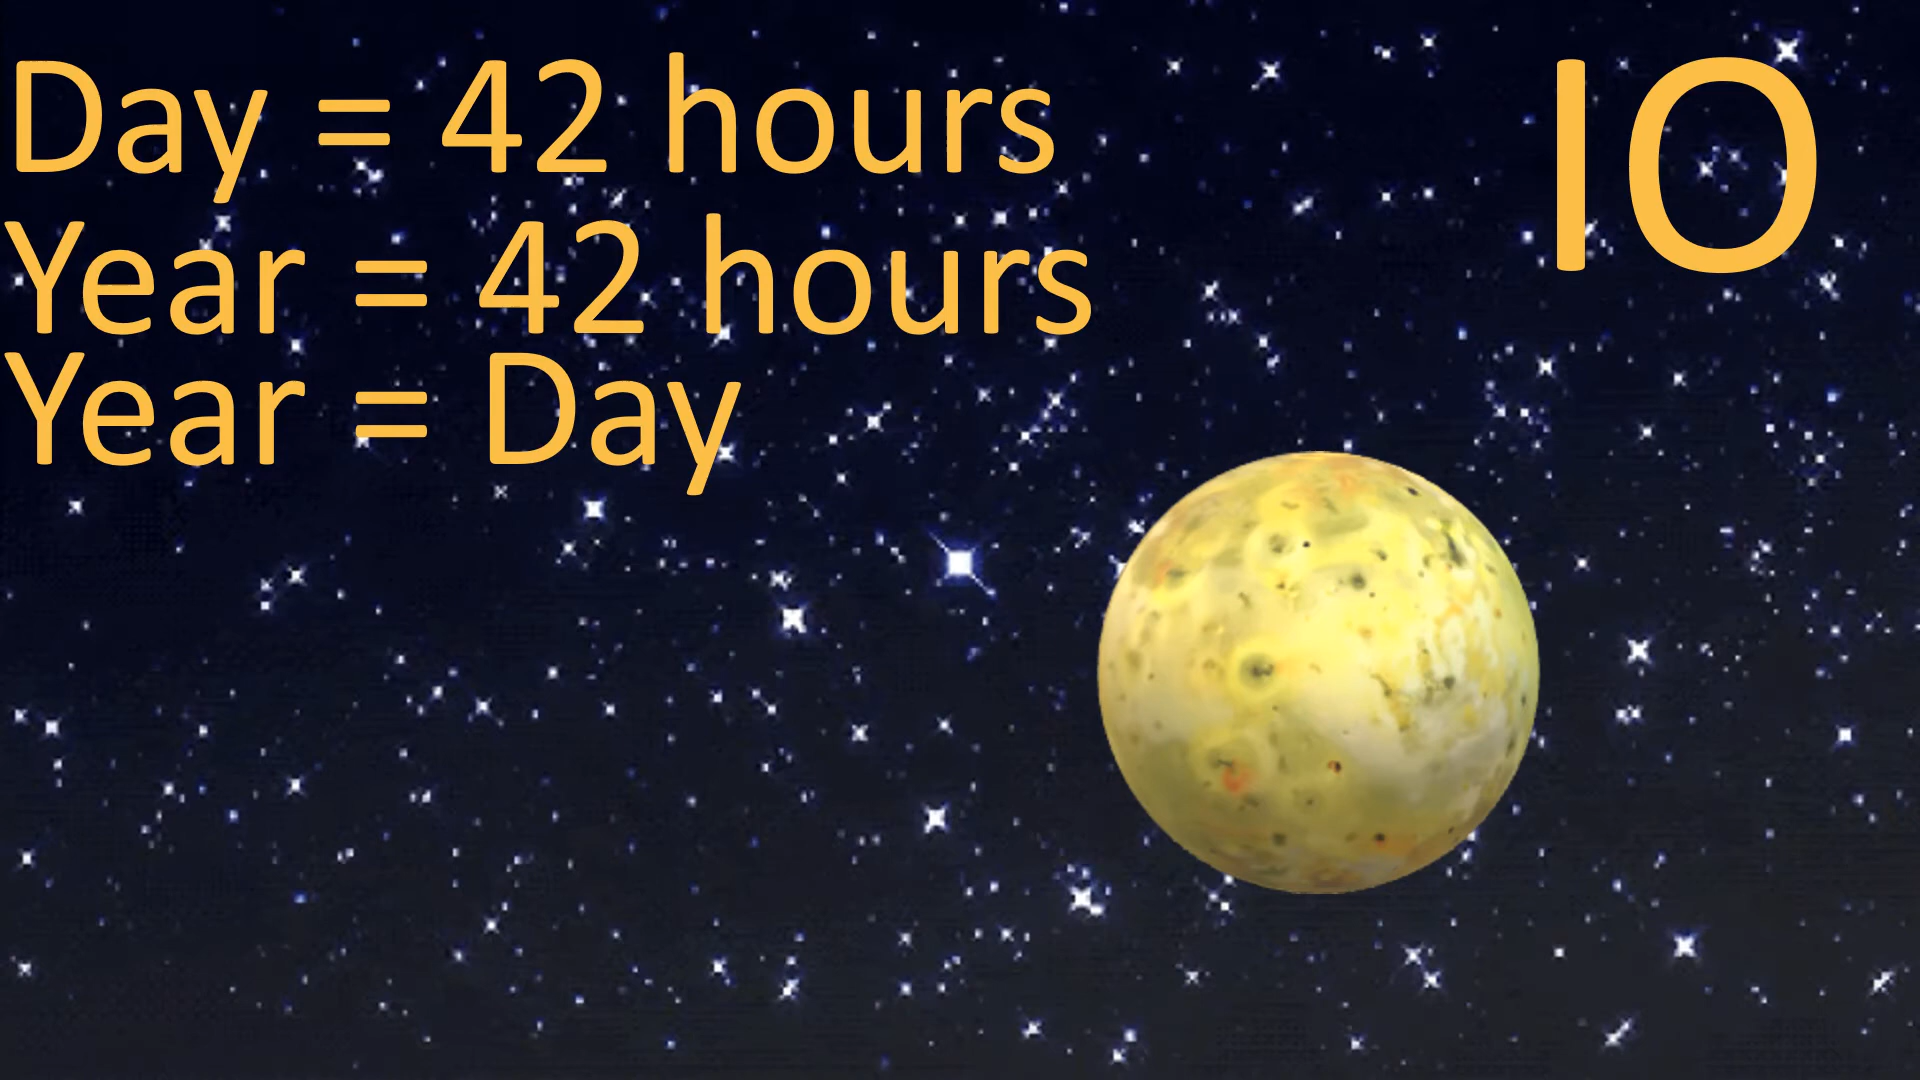 Day = 42 hours
Year = 42 hours
Year = Day
IO